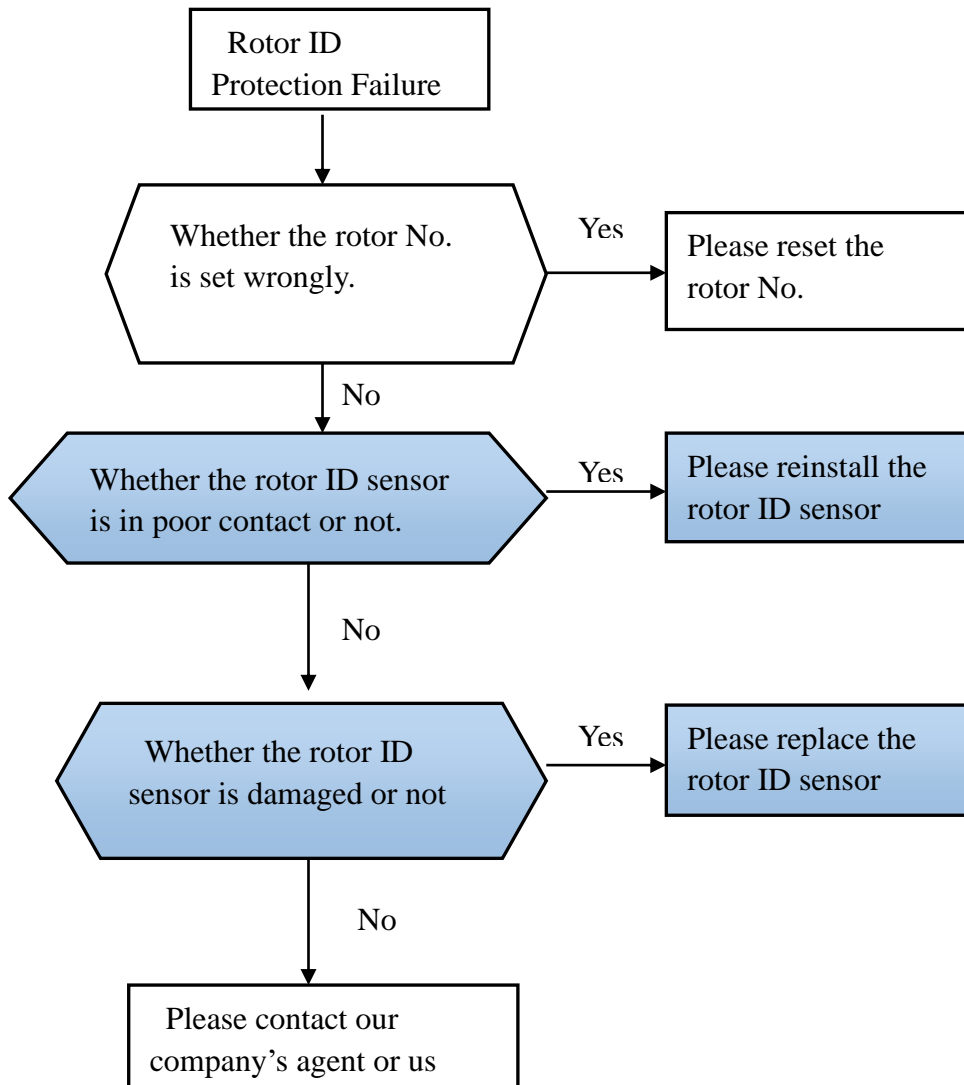 Rotor ID
Protection Failure
Whether the rotor No.
is set wrongly.
Yes
Please reset the
rotor No.
No
Whether the rotor ID sensor
is in poor contact or not.
Yes
Please reinstall the
rotor ID sensor
No
Whether the rotor ID
sensor is damaged or not
Yes
Please replace the
rotor ID sensor
No
Please contact our
company’s agent or us